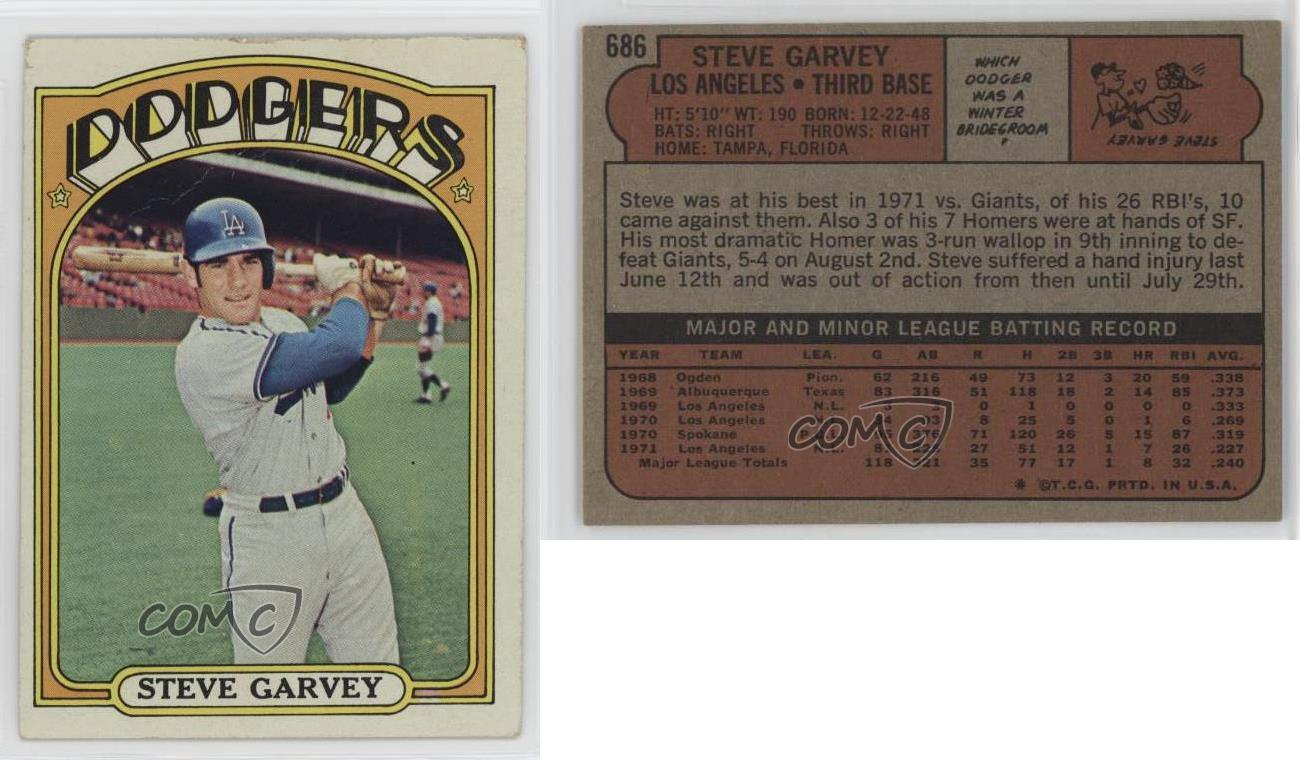 DODGERS
LA
STEVE GARVEY
COMC
686
STEVE GARVEY
LOS ANGELES • THIRD BASE
HT: 5'10" WT: 190 BORN: 12-22-48
BATS: RIGHT THROWS: RIGHT
HOME: TAMPA, FLORIDA
WHICH
DODGER
WAS A
WINTER
BRIDEGROOM
?
STEVE GARVEY
Steve was at his best in 1971 vs. Giants, of his 26 RBI's, 10
came against them. Also 3 of his 7 Homers were at hands of SF.
His most dramatic Homer was 3-run wallop in 9th inning to de-
feat Giants, 5-4 on August 2nd. Steve suffered a hand injury last
June 12th and was out of action from then until July 29th.
MAJOR AND MINOR LEAGUE BATTING RECORD
YEAR TEAM LEA. G AB R H 2B 3B HR RBI AVG.
1968 Ogden Pion. 62 216 49 73 12 3 20 59 .338
1969 Albuquerque Texas 83 316 51 118 18 2 14 85 .373
1969 Los Angeles N.L. 3 3 0 1 0 0 0 0 .333
1970 Los Angeles 8 25 5 0 1 6 .269
1970 Spokane 71 120 26 5 15 87 .319
1971 Los Angeles N.L. 27 51 12 1 7 26 .227
Major League Totals 118 35 77 17 1 8 32 .240
* ©T.C.G. PRTD. IN U.S.A.
COMC